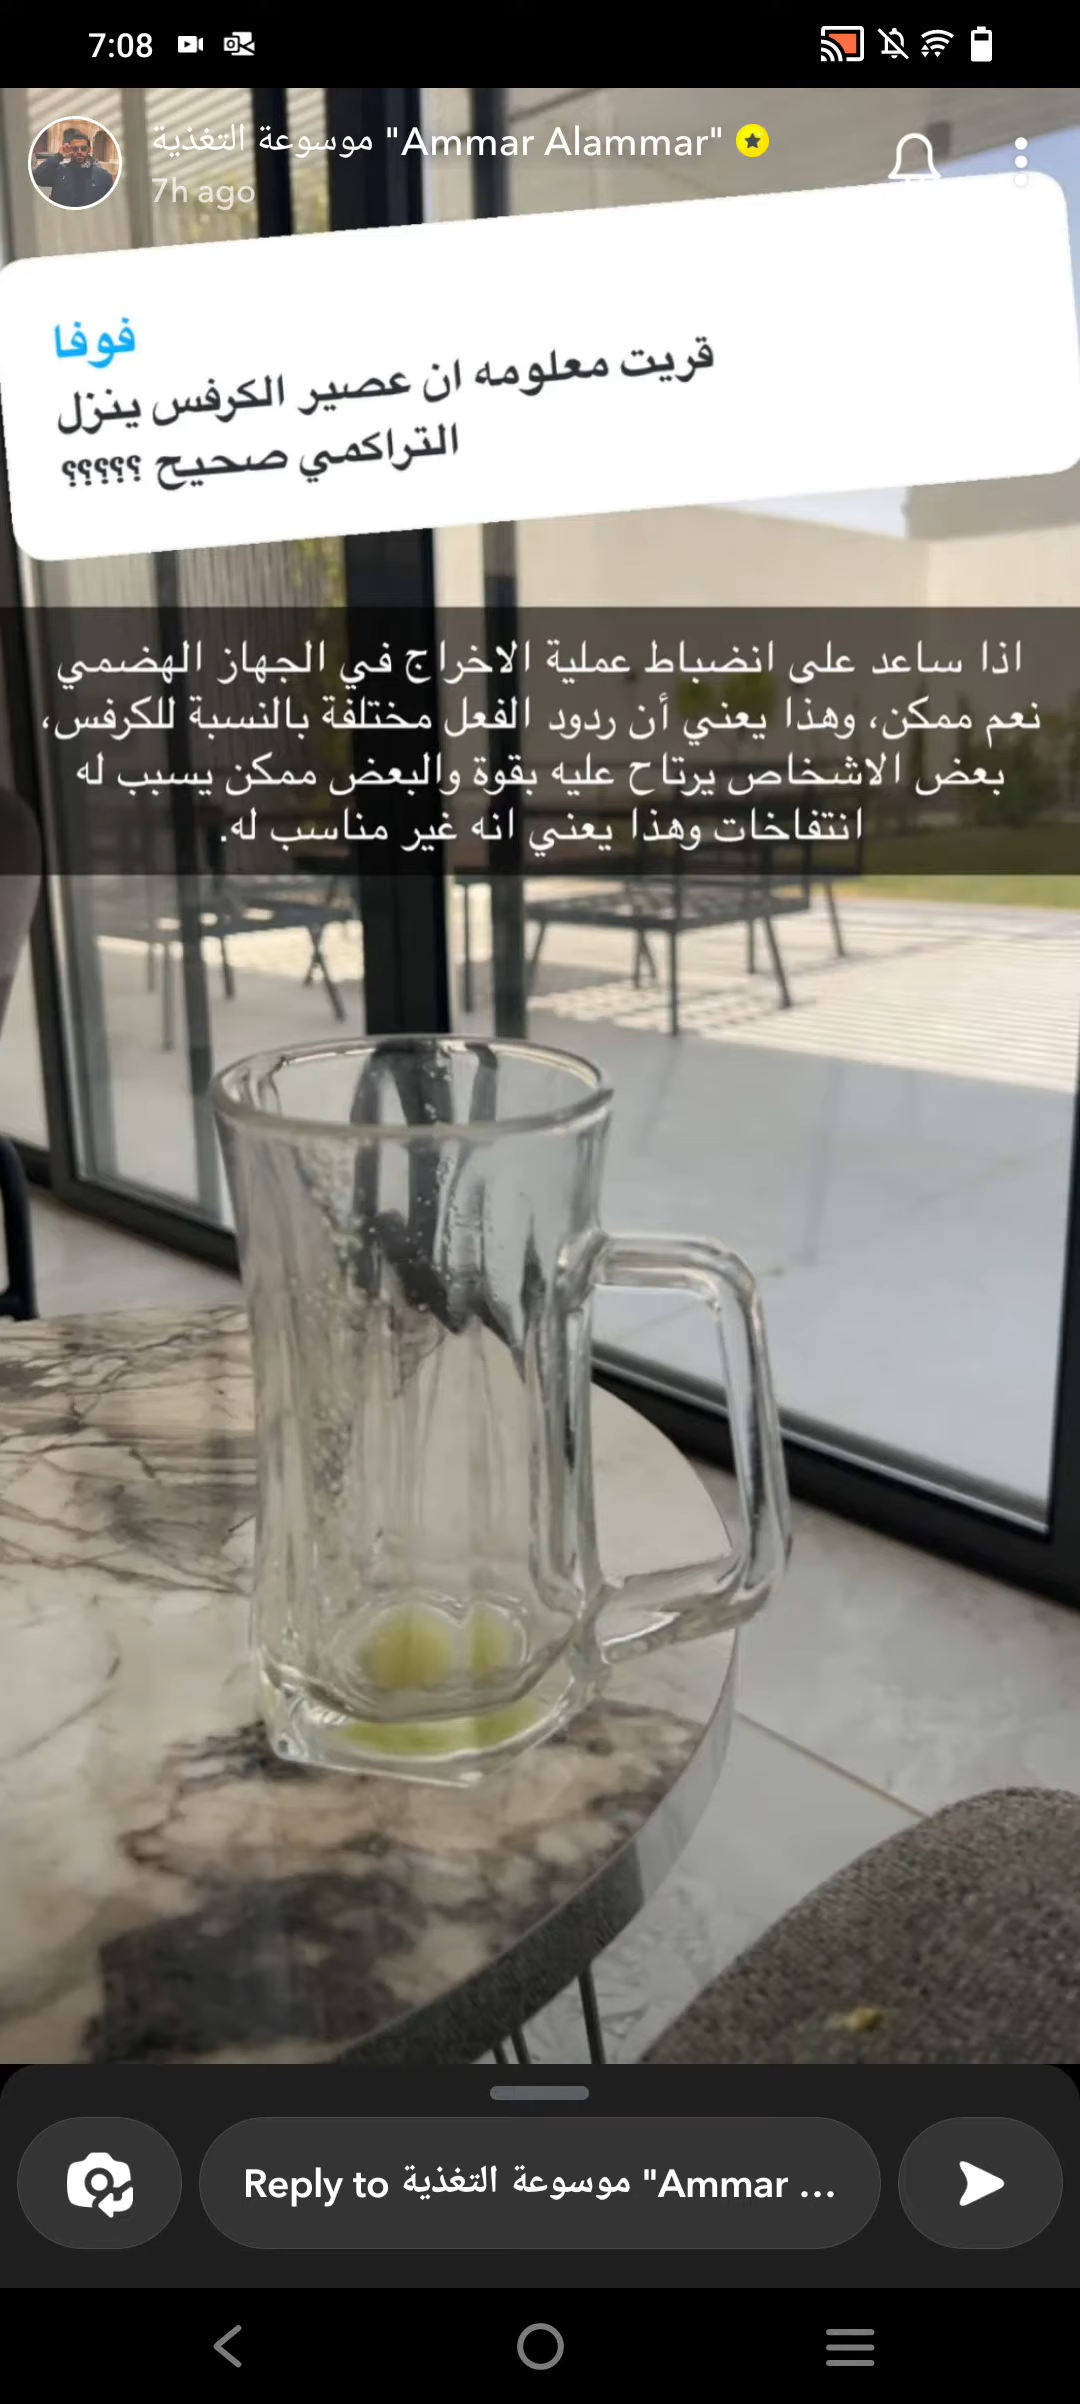 7:08
موسوعة التغذية "Ammar Alammar"
7h ago
فوفا
قريت معلومه ان عصير الكرفس ينزل
التراكمي صحيح ؟؟؟؟؟
اذا ساعد على انضباط عملية الاخراج في الجهاز الهضمي
نعم ممكن، وهذا يعني أن ردود الفعل مختلفة بالنسبة للكرفس،
بعض الاشخاص يرتاح عليه بقوة والبعض ممكن يسبب له
انتفاخات وهذا يعني انه غير مناسب له.
Reply to موسوعة التغذية "Ammar ...